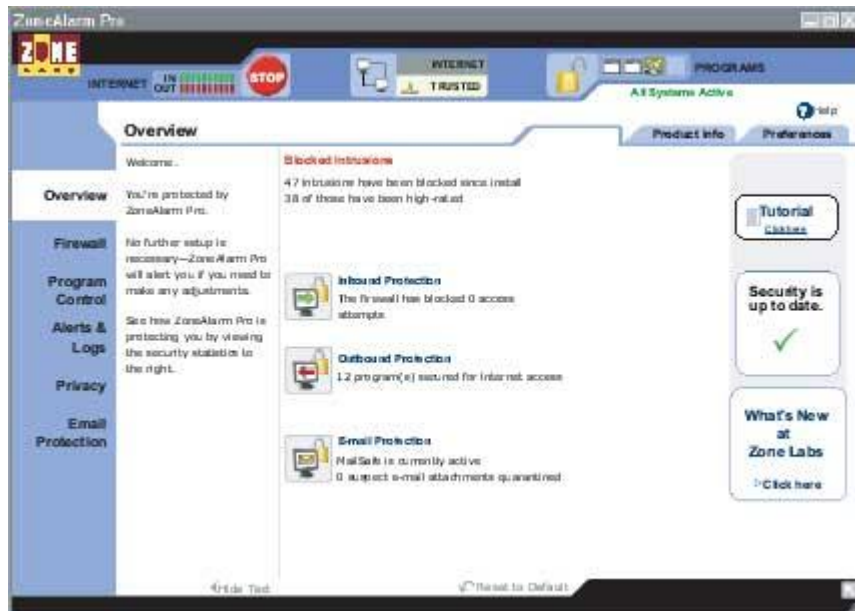 ZoneAlarm Pro
ZONE
LABS
INTERNET IN OUT
STOP
INTERNET
TRUSTED
PROGRAMS
All Systems Active
Help
Overview
Product Info
Preferences
Overview
Firewall
Program
Control
Alerts &
Logs
Privacy
Email
Protection
Welcome.
You're protected by
ZoneAlarm Pro.
No further setup is
necessary—ZoneAlarm Pro
will alert you if you need to
make any adjustments.
See how ZoneAlarm Pro is
protecting you by viewing
the security statistics to
the right.
Blocked Intrusions
47 intrusions have been blocked since install
38 of those have been high-rated
Inbound Protection
The firewall has blocked 0 access
attempts
Outbound Protection
12 program(s) secured for Internet access
E-mail Protection
MailSafe is currently active
0 suspect e-mail attachments quarantined
Tutorial
Click here
Security is
up to date.
What's New
at
Zone Labs
Click here
Hide Text
Reset to Default